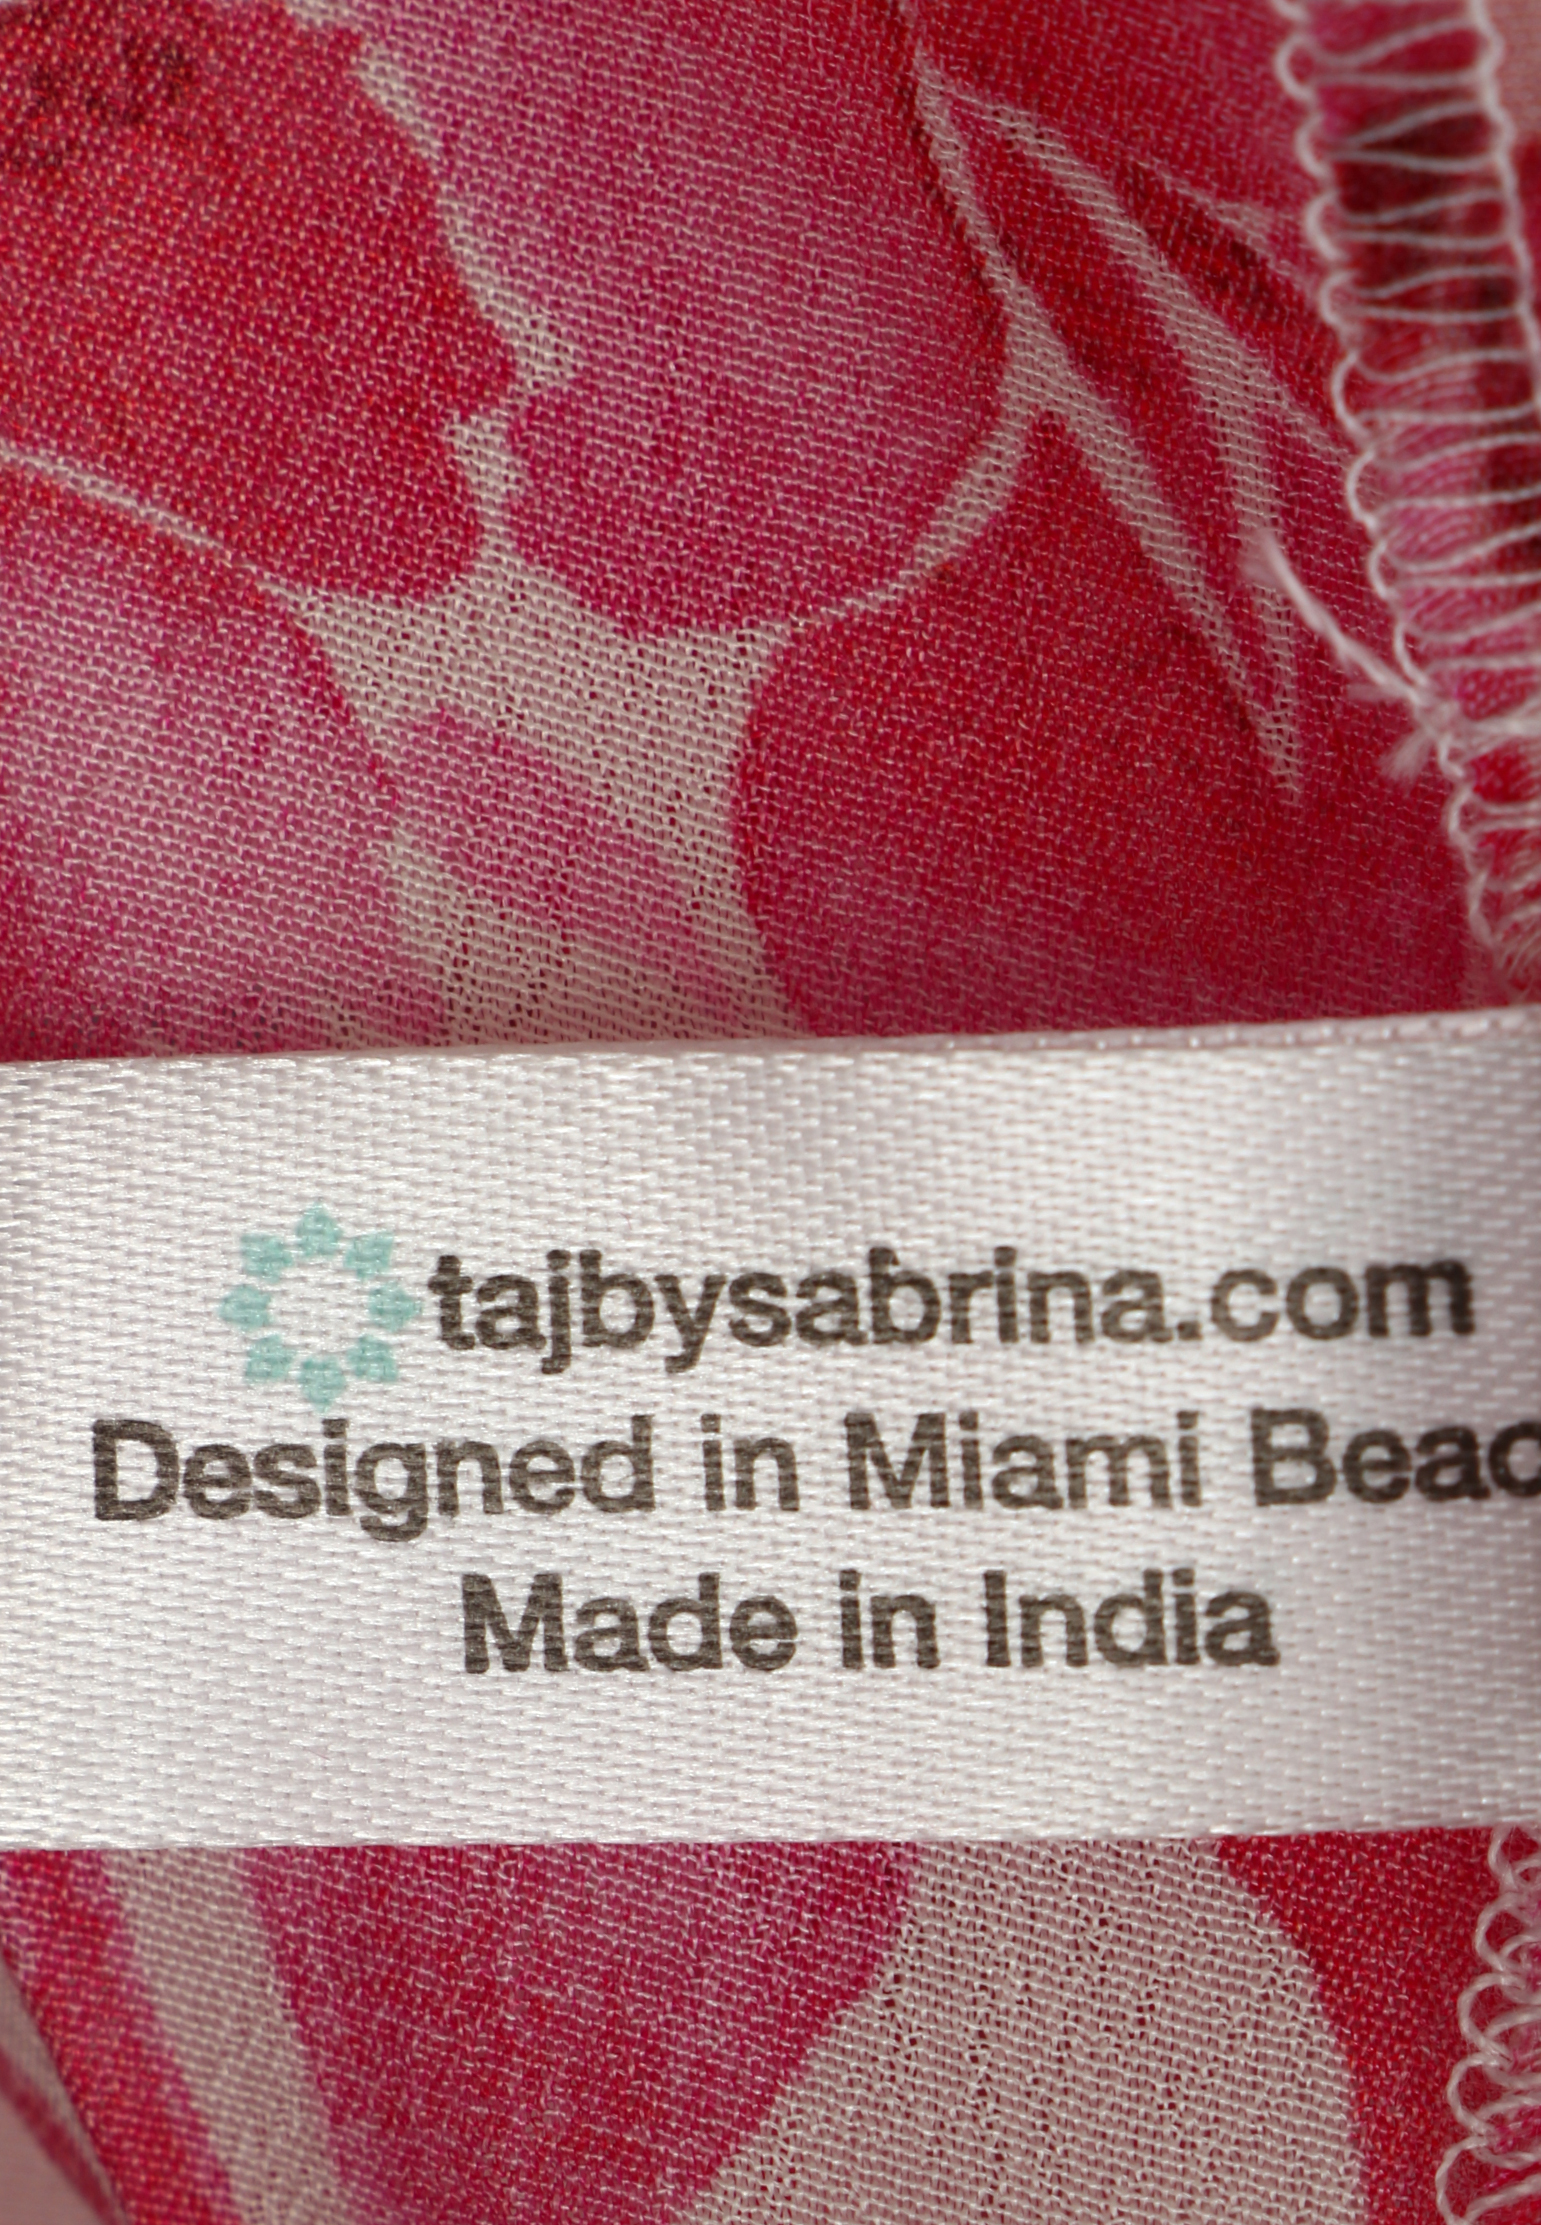 tajbysabrina.com
Designed in Miami Beac
Made in India